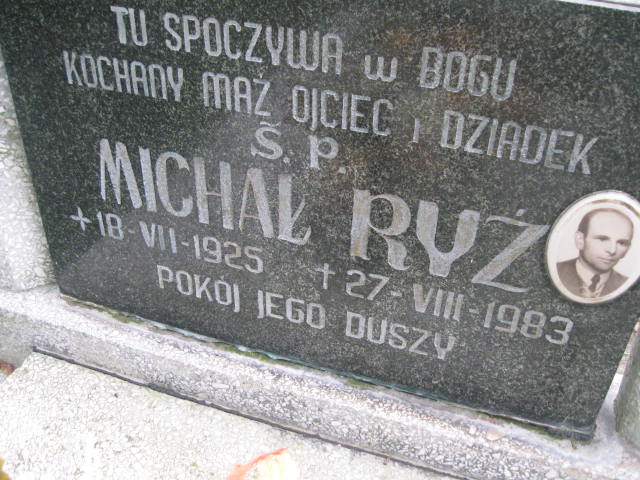 TU SPOCZYWA W BOGU
KOCHANY MĄŻ OJCIEC i DZIADEK
Ś. P.
MICHAŁ RYŻ
+18-VII-1925 +27-VIII-1983
POKÓJ JEGO DUSZY